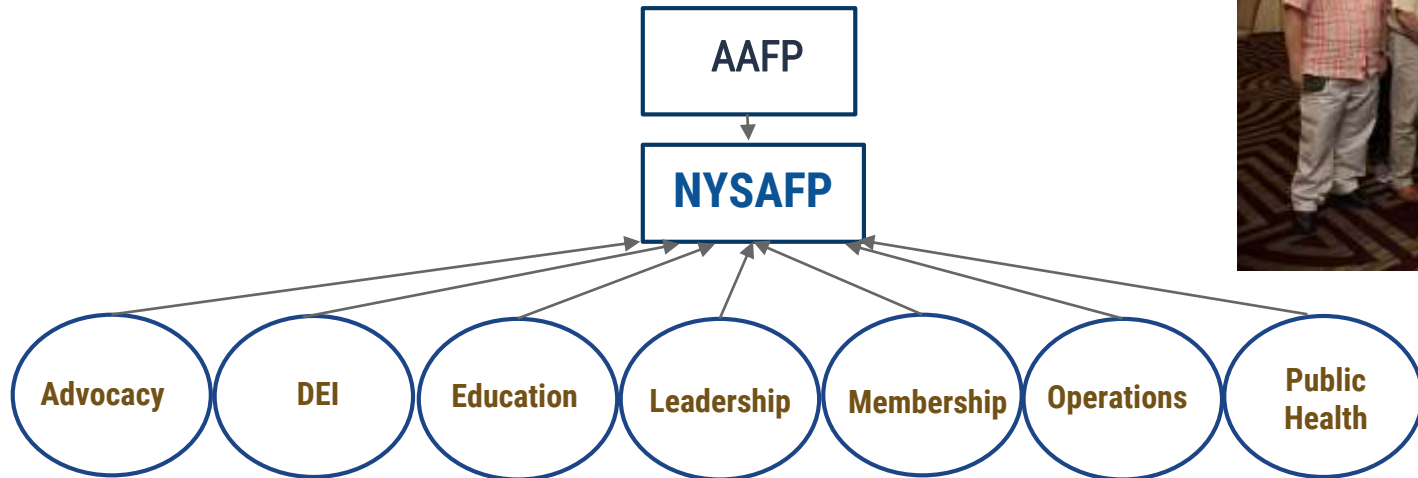 AAFP
NYSAFP
Advocacy
DEI
Education
Leadership
Membership
Operations
Public
Health